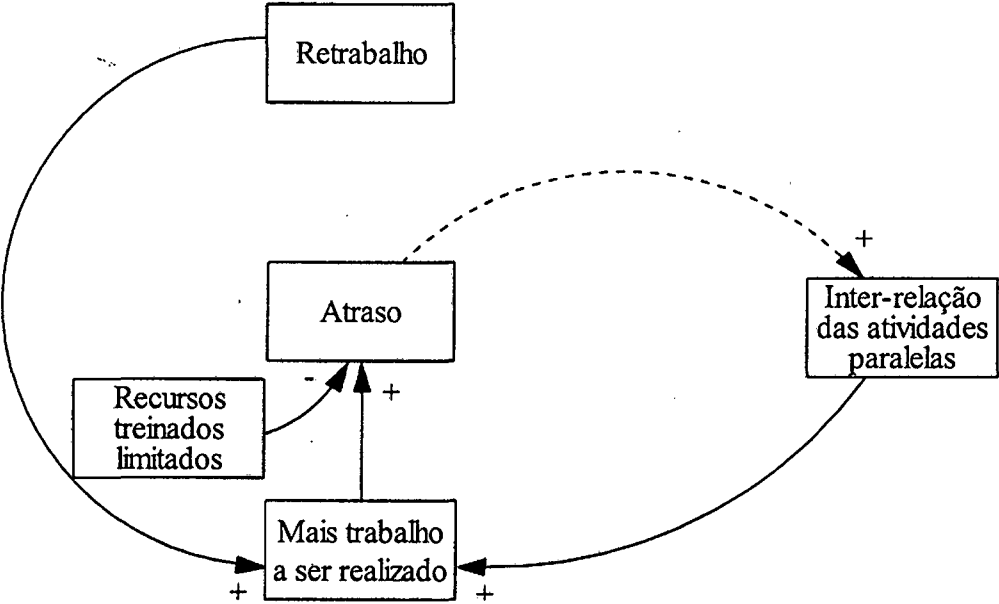 Retrabalho
+
Atraso
Inter-relação
das atividades
paralelas
-
+
Recursos
treinados
limitados
Mais trabalho
a ser realizado
+
+